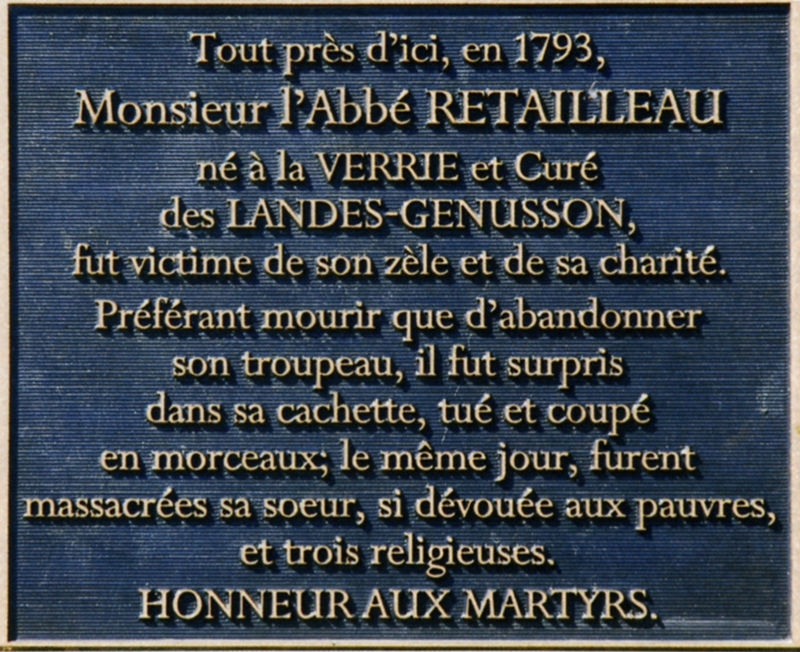 Tout près d'ici, en 1793,
Monsieur l'Abbé RETAILLEAU
né à la VERRIE et Curé
des LANDES-GENUSSON,
fut victime de son zèle et de sa charité.
Préférant mourir que d'abandonner
son troupeau, il fut surpris
dans sa cachette, tué et coupé
en morceaux; le même jour, furent
massacrées sa soeur, si dévouée aux pauvres,
et trois religieuses.
HONNEUR AUX MARTYRS.